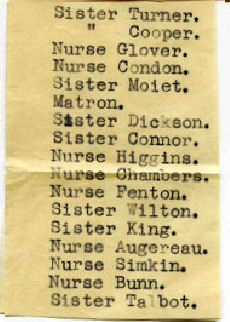 Sister Turner.
" Cooper.
Nurse Glover.
Nurse Condon.
Sister Moiet.
Matron.
Sister Dickson.
Sister Connor.
Nurse Higgins.
Nurse Chambers.
Nurse Fenton.
Sister Wilton.
Sister King.
Nurse Augereau.
Nurse Simkin.
Nurse Bunn.
Sister Talbot.